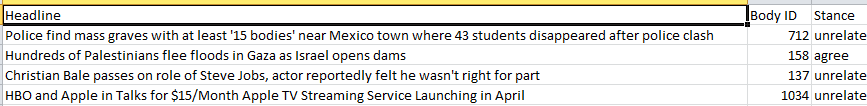 Headline Body ID Stance
Police find mass graves with at least '15 bodies' near Mexico town where 43 students disappeared after police clash 712 unrelate
Hundreds of Palestinians flee floods in Gaza as Israel opens dams 158 agree
Christian Bale passes on role of Steve Jobs, actor reportedly felt he wasn't right for part 137 unrelate
HBO and Apple in Talks for $15/Month Apple TV Streaming Service Launching in April 1034 unrelate